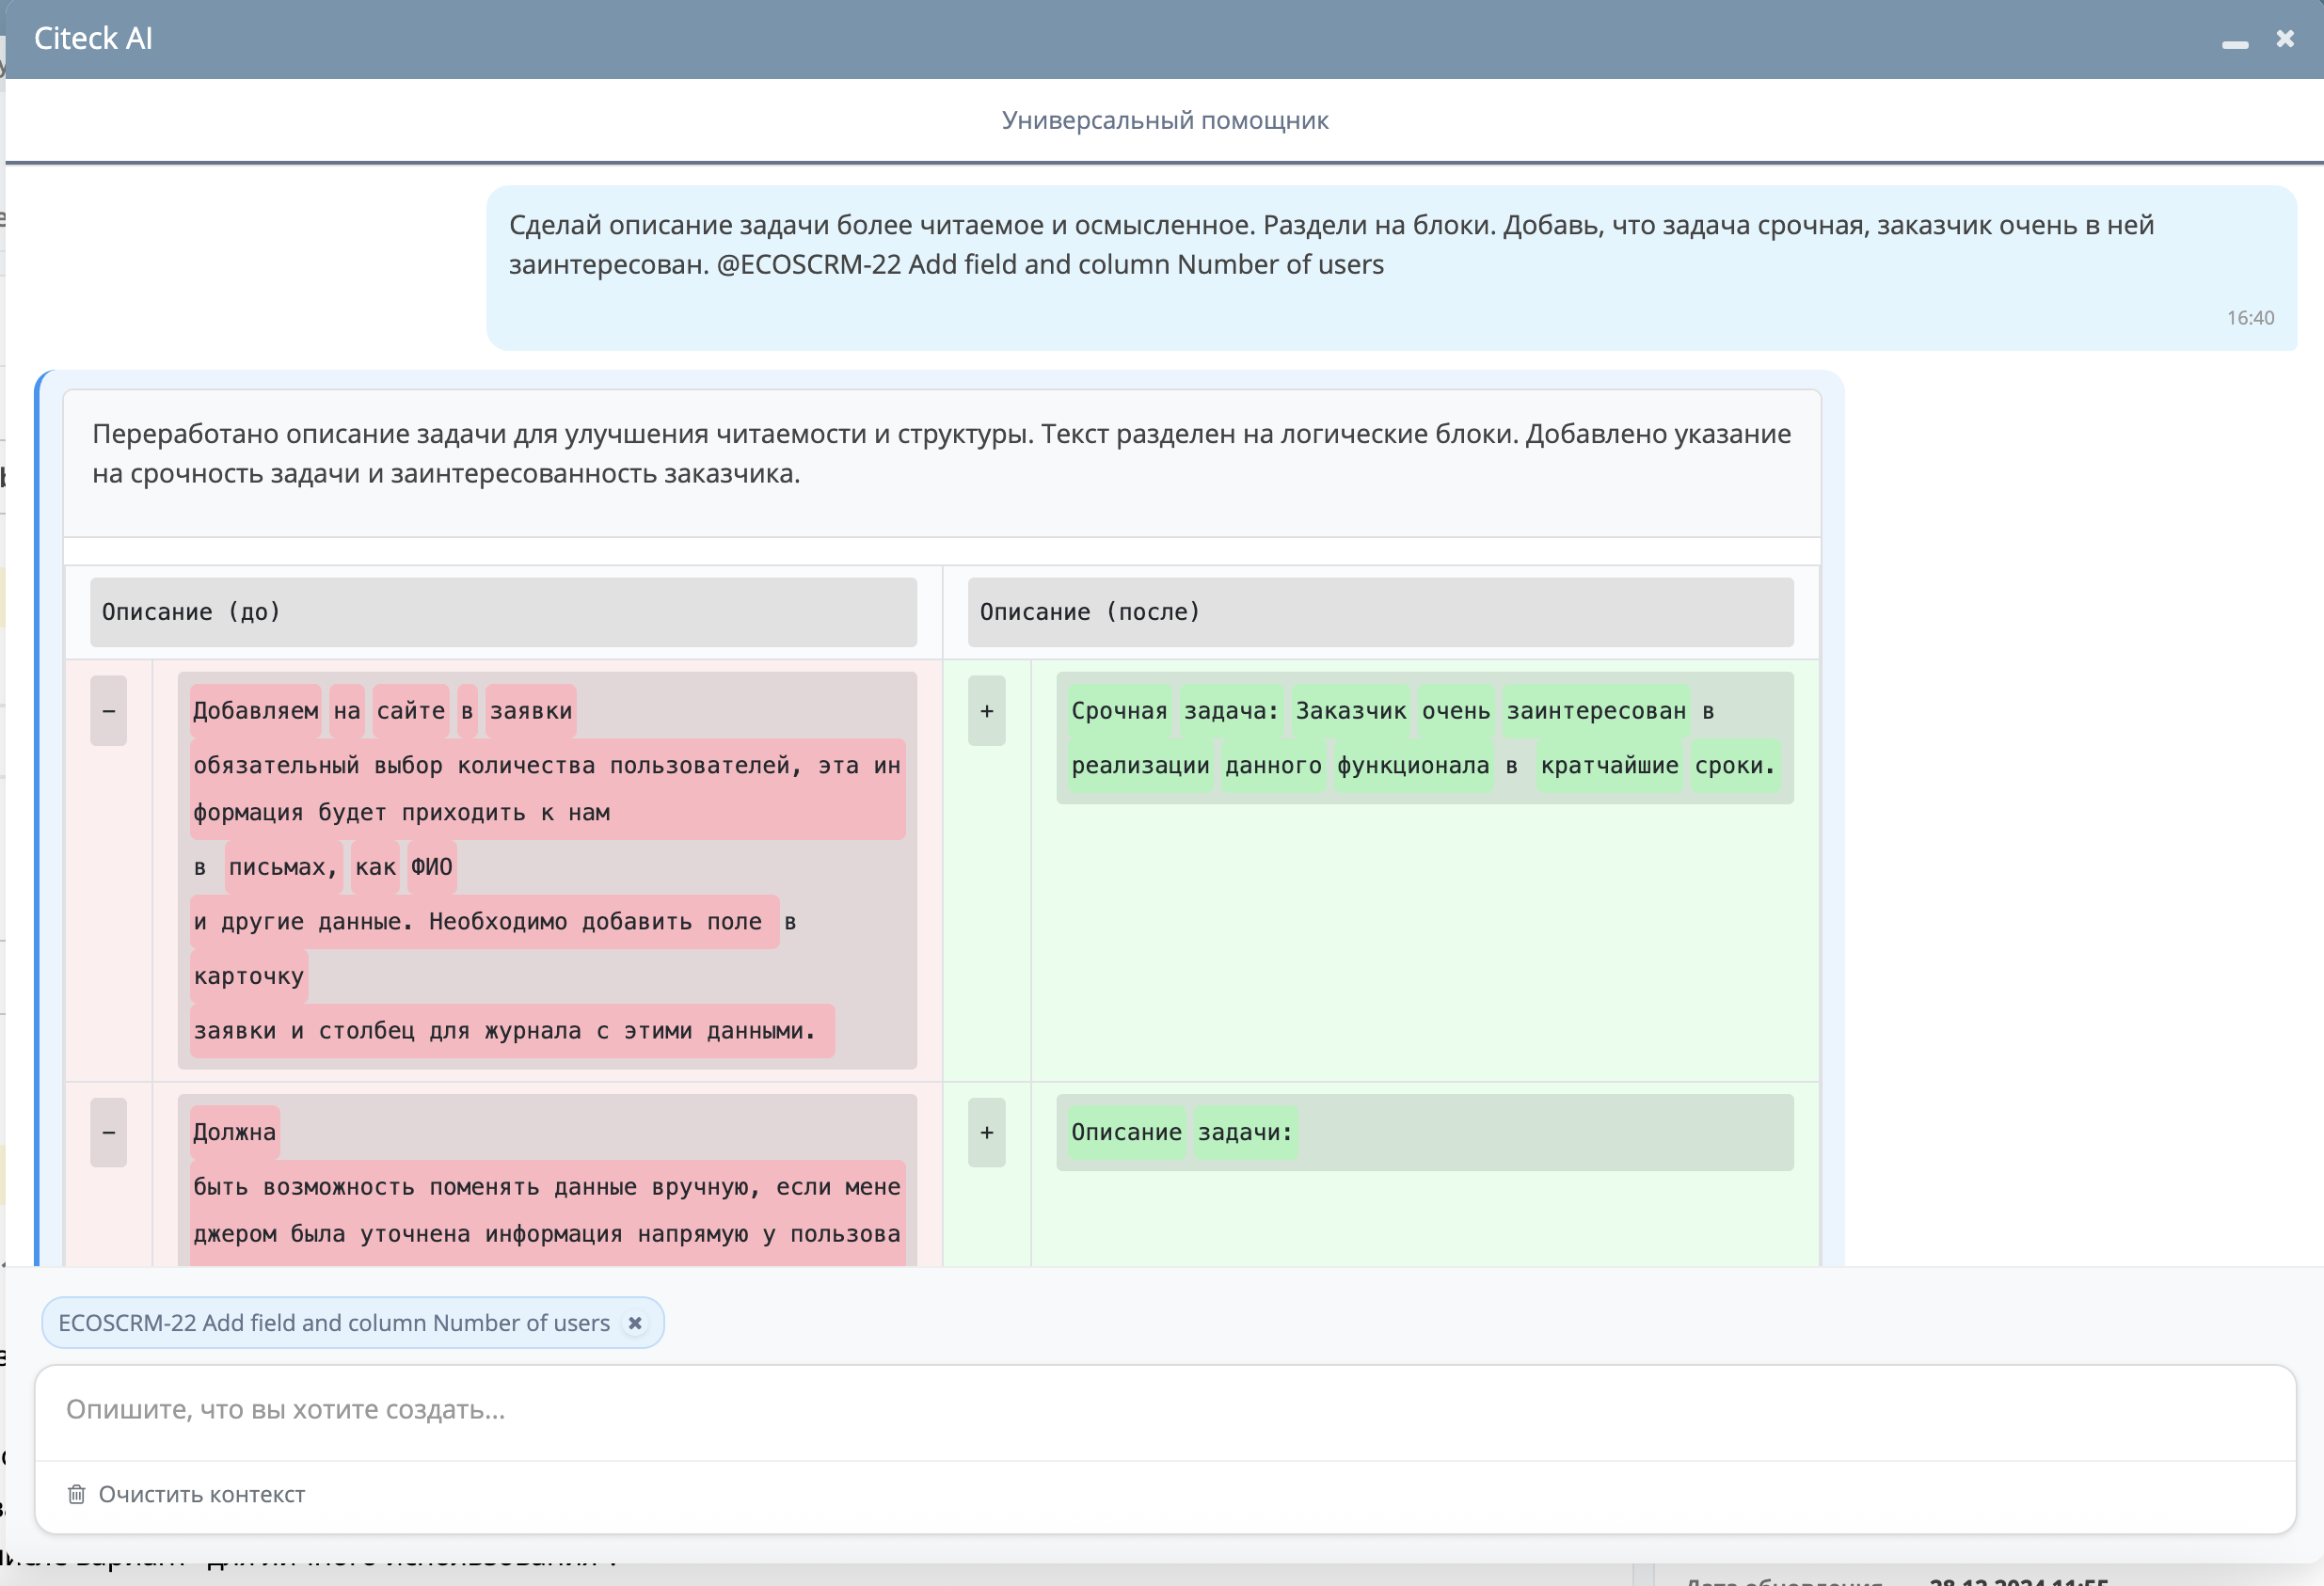 Citeck AI
Универсальный помощник
Сделай описание задачи более читаемое и осмысленное. Раздели на блоки. Добавь, что задача срочная, заказчик очень в ней
заинтересован. @ECOSCRM-22 Add field and column Number of users
16:40
Переработано описание задачи для улучшения читаемости и структуры. Текст разделен на логические блоки. Добавлено указание
на срочность задачи и заинтересованность заказчика.
Описание (до)
Описание (после)
−
Добавляем на сайте в заявки
обязательный выбор количества пользователей, эта ин
формация будет приходить к нам
в письмах, как ФИО
и другие данные. Необходимо добавить поле в
карточку
заявки и столбец для журнала с этими данными.
+
Срочная задача: Заказчик очень заинтересован в
реализации данного функционала в кратчайшие сроки.
−
Должна
быть возможность поменять данные вручную, если мене
джером была уточнена информация напрямую у пользова
+
Описание задачи:
ECOSCRM-22 Add field and column Number of users
Опишите, что вы хотите создать...
Очистить контекст